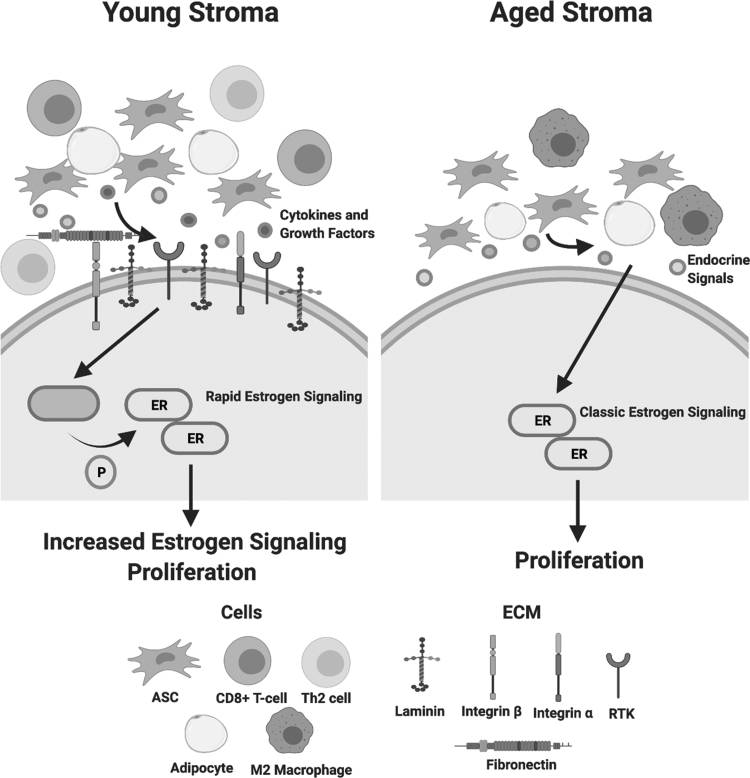 Young Stroma
Aged Stroma
Cytokines and
Growth Factors
Endocrine
Signals
Rapid Estrogen Signaling
ER
ER
P
Classic Estrogen Signaling
ER
ER
Increased Estrogen Signaling
Proliferation
Proliferation
Cells
ASC
CD8+ T-cell
Th2 cell
Adipocyte
M2 Macrophage
ECM
Laminin
Integrin β
Integrin α
RTK
Fibronectin